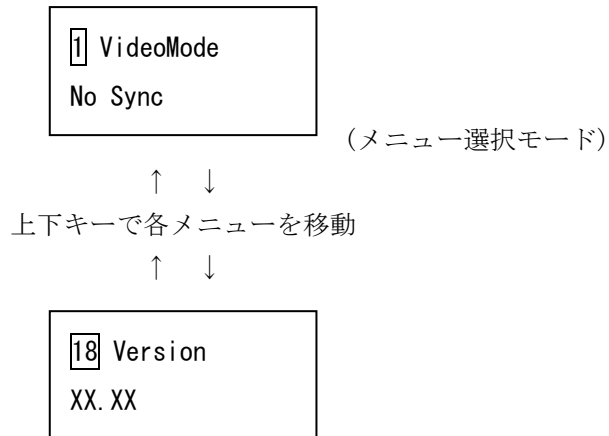 1 VideoMode
No Sync
(メニュー選択モード)
↑ ↓
上下キーで各メニューを移動
↑ ↓
18 Version
XX.XX